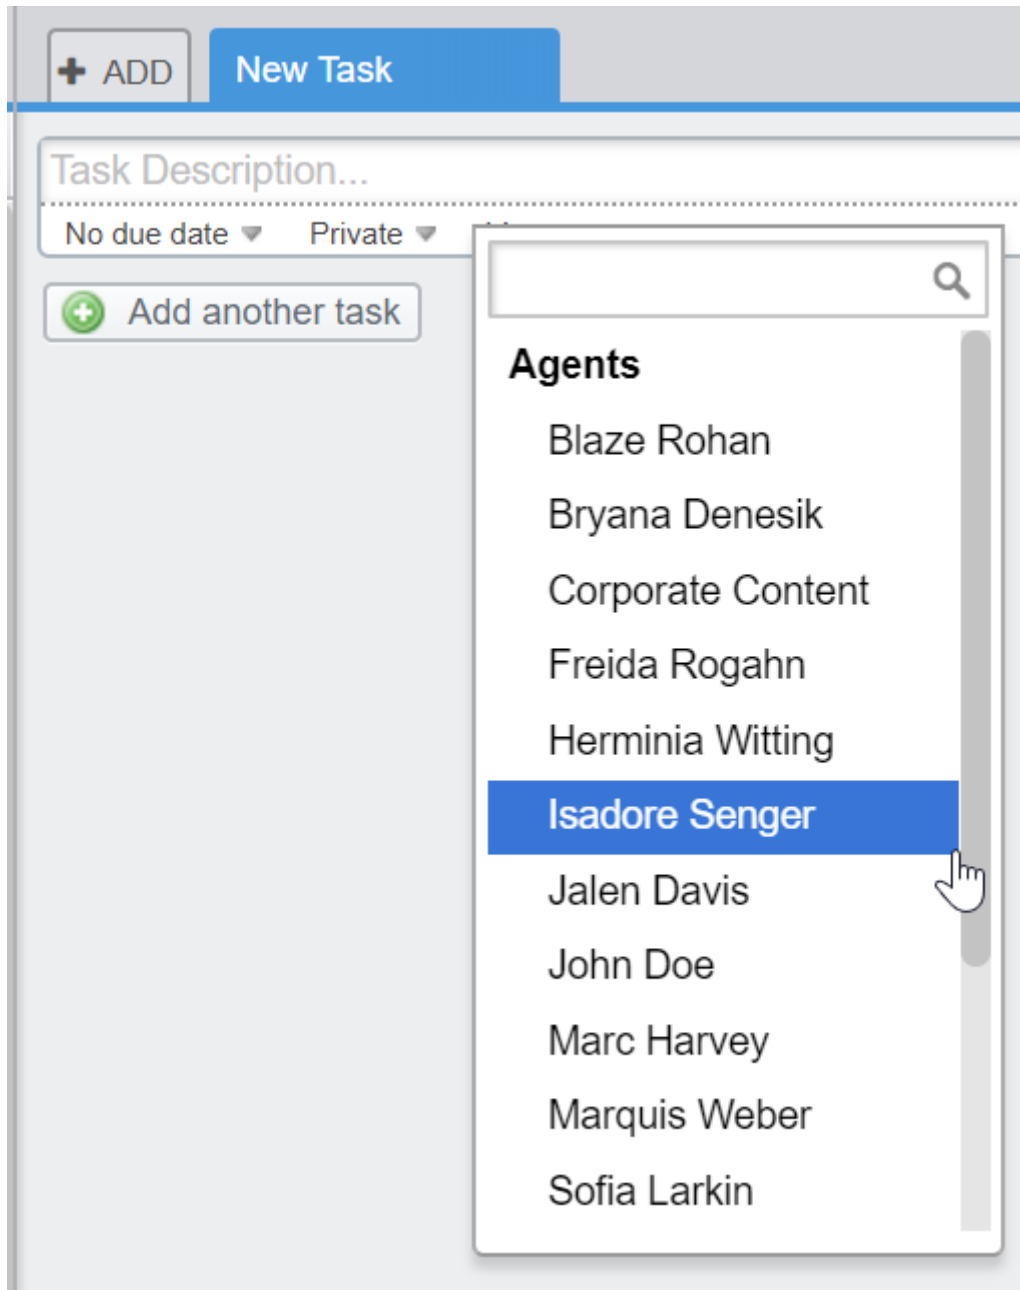 ADD New Task
Task Description...
No due date Private
Add another task
Agents
Blaze Rohan
Bryana Denesik
Corporate Content
Freida Rogahn
Herminia Witting
Isadore Senger
Jalen Davis
John Doe
Marc Harvey
Marquis Weber
Sofia Larkin